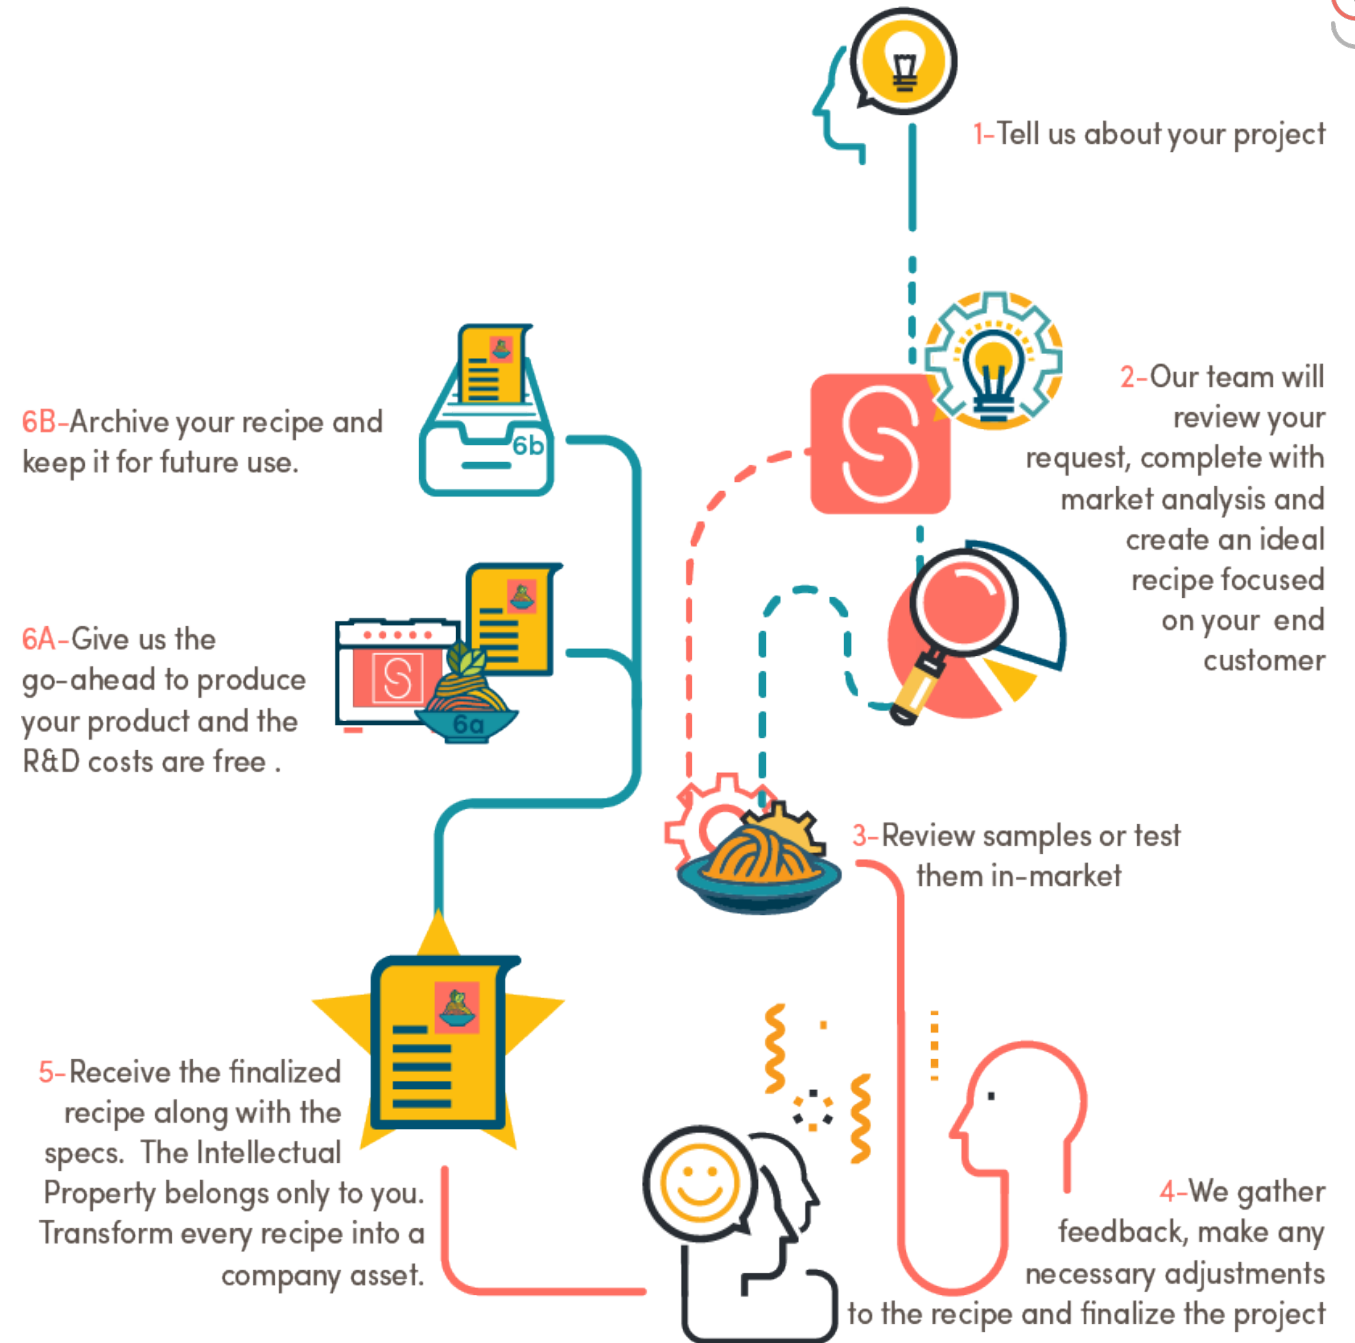 1-Tell us about your project
2-Our team will
review your
request, complete with
market analysis and
create an ideal
recipe focused
on your end
customer
3-Review samples or test
them in-market
4-We gather
feedback, make any
necessary adjustments
to the recipe and finalize the project
5-Receive the finalized
recipe along with the
specs. The Intellectual
Property belongs only to you.
Transform every recipe into a
company asset.
6A-Give us the
go-ahead to produce
your product and the
R&D costs are free .
6a
6B-Archive your recipe and
keep it for future use.
6b
S
S